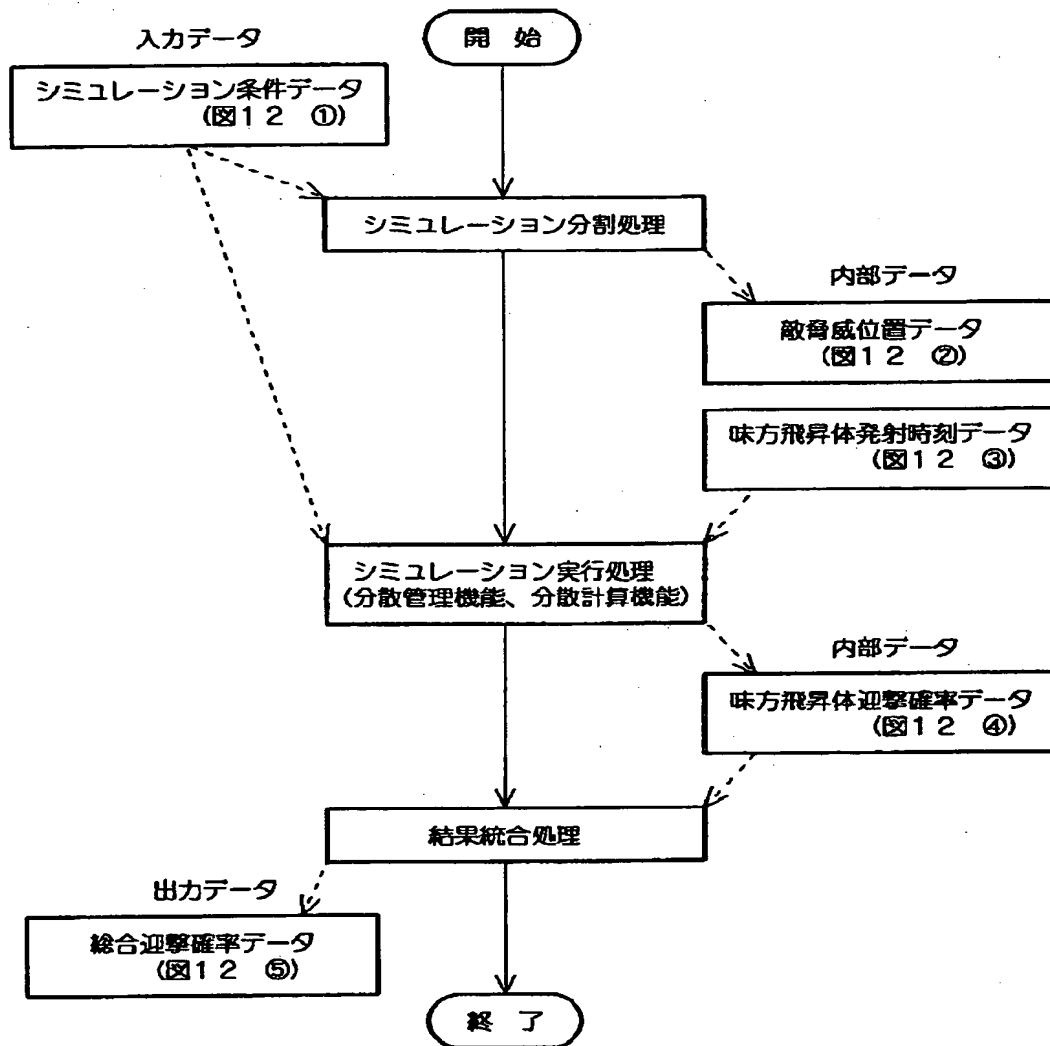 開 始
入力データ
シミュレーション条件データ
(図12 ①)
シミュレーション分割処理
内部データ
敵脅威位置データ
(図12 ②)
味方飛昇体発射時刻データ
(図12 ③)
シミュレーション実行処理
(分散管理機能、分散計算機能)
内部データ
味方飛昇体迎撃確率データ
(図12 ④)
結果統合処理
出力データ
総合迎撃確率データ
(図12 ⑤)
終 了